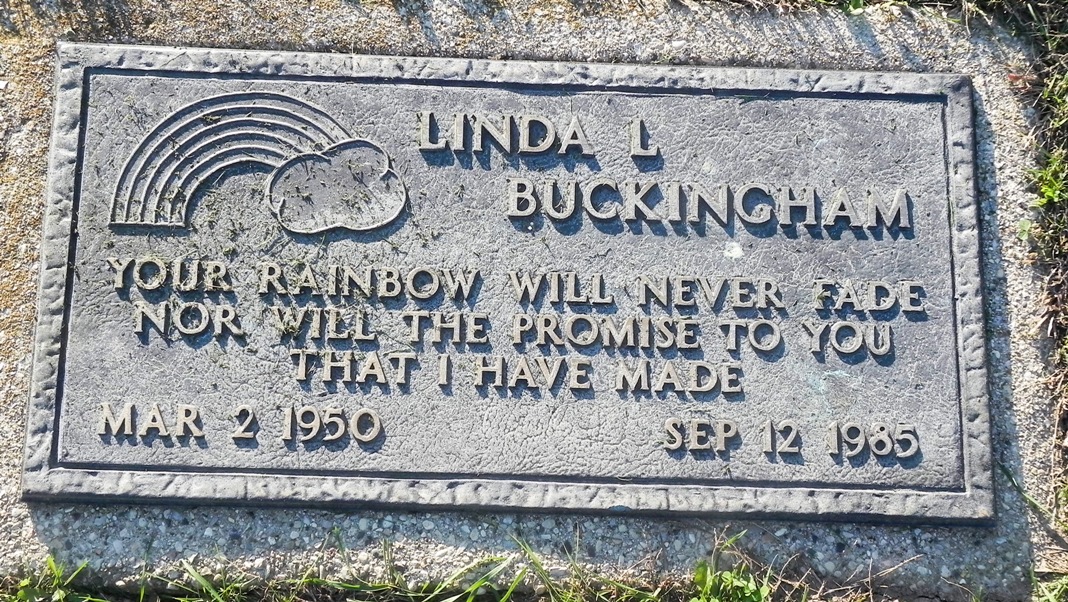 LINDA L
BUCKINGHAM
YOUR RAINBOW WILL NEVER FADE
NOR WILL THE PROMISE TO YOU
THAT I HAVE MADE
MAR 2 1950 SEP 12 1985